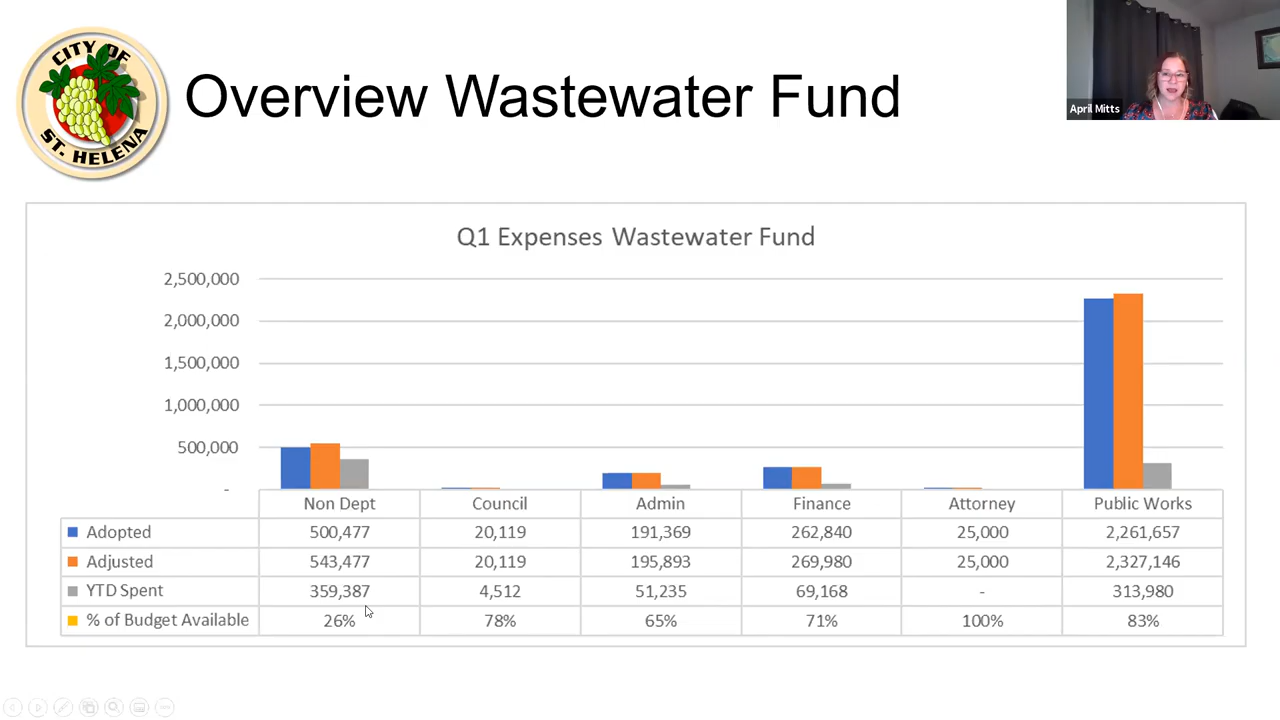 CITY OF
ST. HELENA
Overview Wastewater Fund
April Mitts
Q1 Expenses Wastewater Fund
2,500,000
2,000,000
1,500,000
1,000,000
500,000
-
Non Dept Council Admin Finance Attorney Public Works
Adopted 500,477 20,119 191,369 262,840 25,000 2,261,657
Adjusted 543,477 20,119 195,893 269,980 25,000 2,327,146
YTD Spent 359,387 4,512 51,235 69,168 - 313,980
% of Budget Available 26% 78% 65% 71% 100% 83%